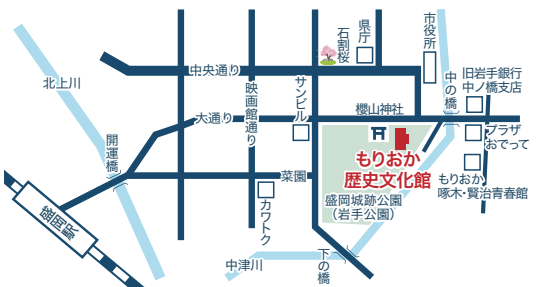 北上川
中央通り
石割桜
県庁
市役所
中の橋
旧岩手銀行
中ノ橋支店
映画館通り
サンビル
大通り
櫻山神社
プラザ
おでって
開運橋
もりおか
歴史文化館
菜園
もりおか
啄木・賢治青春館
盛岡城跡公園
(岩手公園)
カワトク
盛岡駅
中津川
下の橋